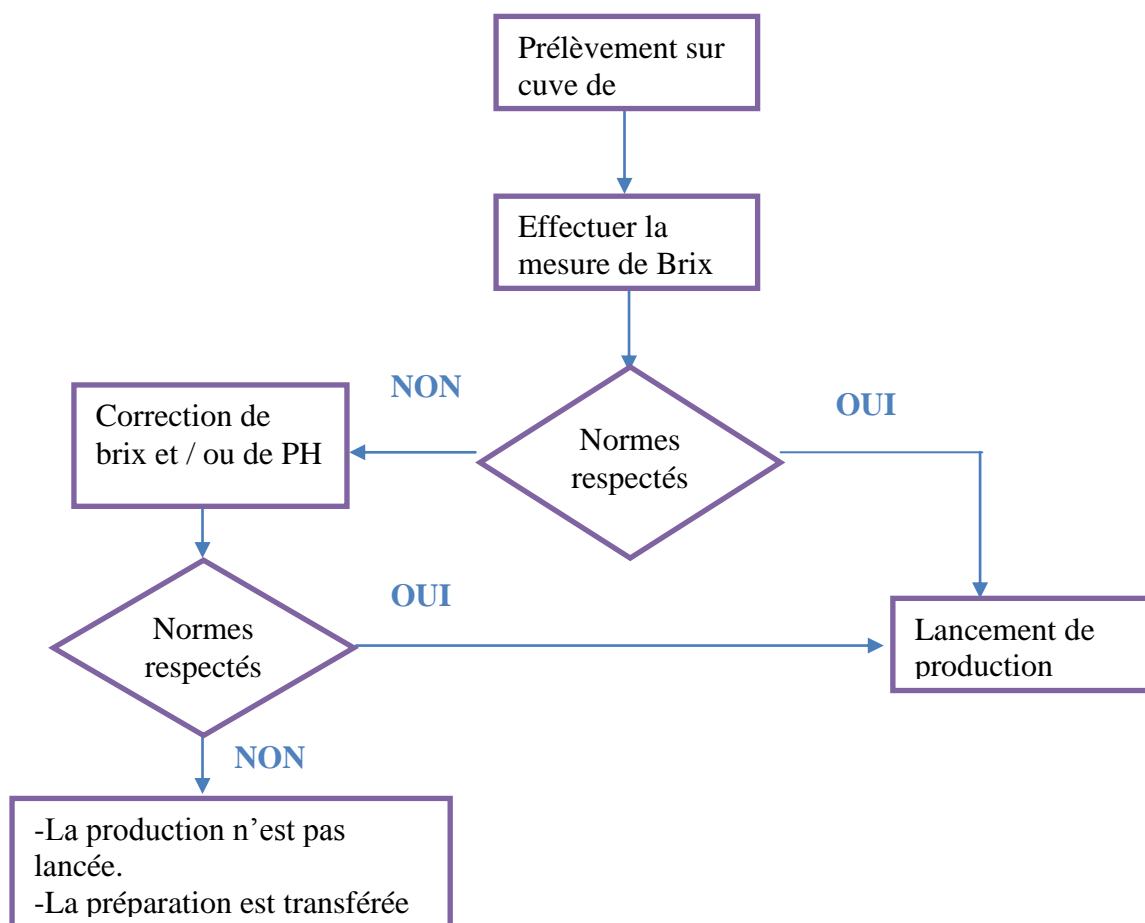 Prélèvement sur
cuve de
Effectuer la
mesure de Brix
NON
OUI
Correction de
brix et / ou de PH
Normes
respectés
OUI
Normes
respectés
Lancement de
production
NON
-La production n’est pas
lancée.
-La préparation est transférée